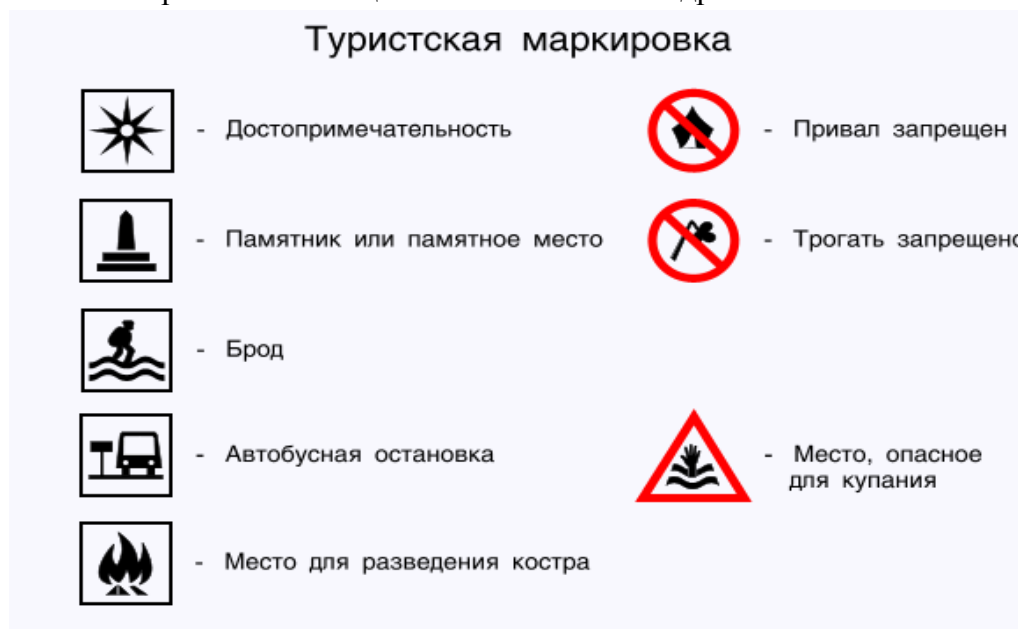 Туристская маркировка
- Достопримечательность
- Привал запрещен
- Памятник или памятное место
- Трогать запрещено
- Брод
- Автобусная остановка
- Место, опасное
для купания
- Место для разведения костра